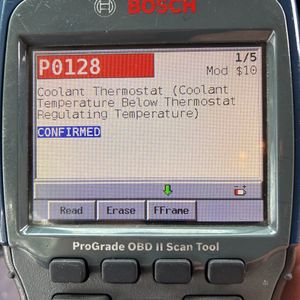 BOSCH
P0128
1/5
Mod $10
Coolant Thermostat (Coolant
Temperature Below Thermostat
Regulating Temperature)
CONFIRMED
Read Erase FFrame
ProGrade OBD II Scan Tool